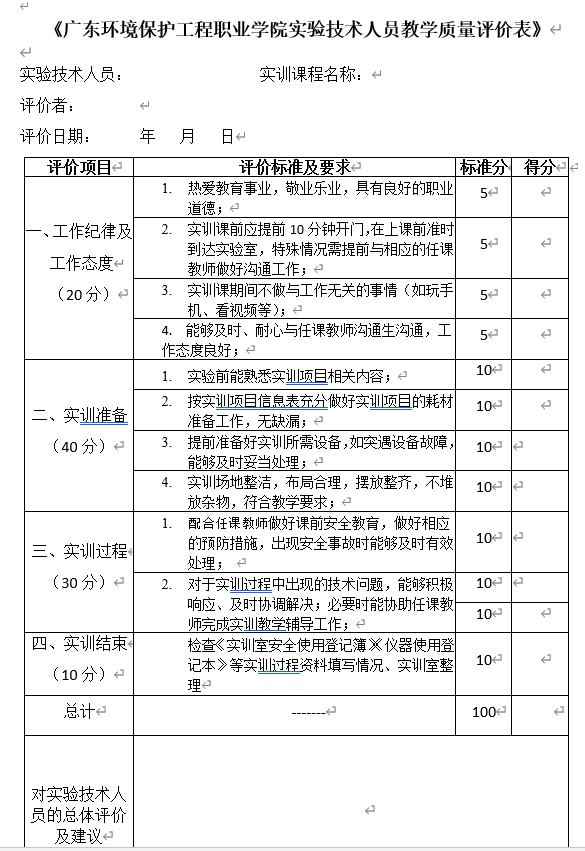 《广东环境保护工程职业学院实验技术人员教学质量评价表》
实验技术人员： 实训课程名称：
评价者：
评价日期： 年 月 日
评价项目 评价标准及要求 标准分 得分
一、工作纪律及
工作态度
（20 分）
1. 热爱教育事业，敬业乐业，具有良好的职业
道德；
5
2. 实训课前应提前 10 分钟开门,在上课前准时
到达实验室，特殊情况需提前与相应的任课
教师做好沟通工作；
5
3. 实训课期间不做与工作无关的事情（如玩手
机、看视频等）；
5
4. 能够及时、耐心与任课教师沟通生沟通，工
作态度良好；
5
二、实训准备
（40 分）
1. 实验前能熟悉实训项目相关内容；
10
2. 按实训项目信息表充分做好实训项目的耗材
准备工作，无缺漏；
10
3. 提前准备好实训所需设备,如突遇设备故障，
能够及时妥当处理；
10
4. 实训场地整洁，布局合理，摆放整齐，不堆
放杂物，符合教学要求；
10
三、实训过程
（30 分）
1. 配合任课教师做好课前安全教育，做好相应
的预防措施，出现安全事故时能够及时有效
处理；
10
2. 对于实训过程中出现的技术问题，能够积极
响应、及时协调解决；必要时能协助任课教
师完成实训教学辅导工作；
10
10
四、实训结束
（10 分）
检查《实训室安全使用登记簿》《仪器使用登
记本》等实训过程资料填写情况、实训室整
理
10
总计 ------- 100
对实验技术人
员的总体评价
及建议